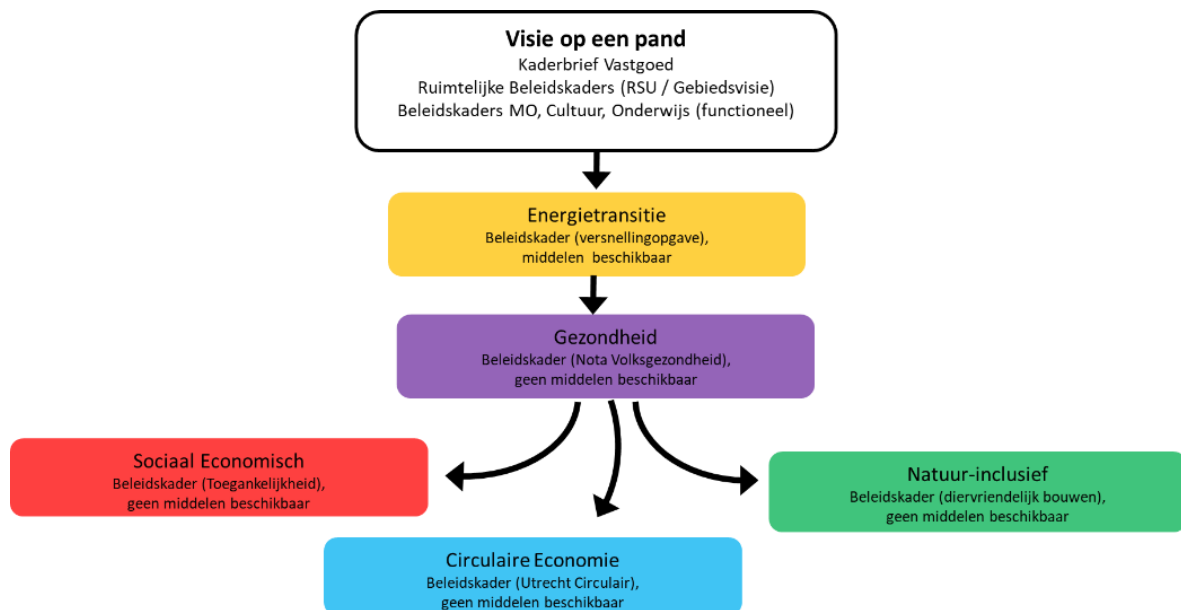 Visie op een pand
Kaderbrief Vastgoed
Ruimtelijke Beleidskaders (RSU / Gebiedsvisie)
Beleidskaders MO, Cultuur, Onderwijs (functioneel)
Energietransitie
Beleidskader (versnellingopgave),
middelen beschikbaar
Gezondheid
Beleidskader (Nota Volksgezondheid),
geen middelen beschikbaar
Sociaal Economisch
Beleidskader (Toegankelijkheid),
geen middelen beschikbaar
Natuur-inclusief
Beleidskader (diervriendelijk bouwen),
geen middelen beschikbaar
Circulaire Economie
Beleidskader (Utrecht Circulair),
geen middelen beschikbaar